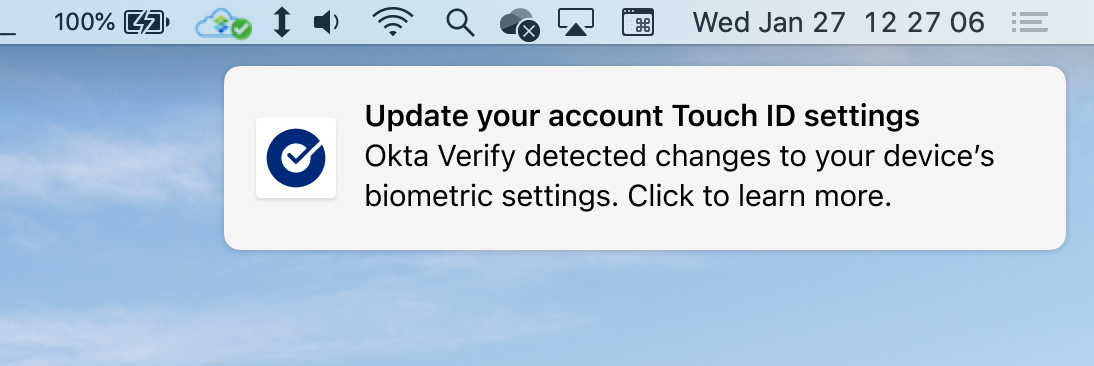 100% Wed Jan 27 12 27 06
Update your account Touch ID settings
Okta Verify detected changes to your device’s
biometric settings. Click to learn more.